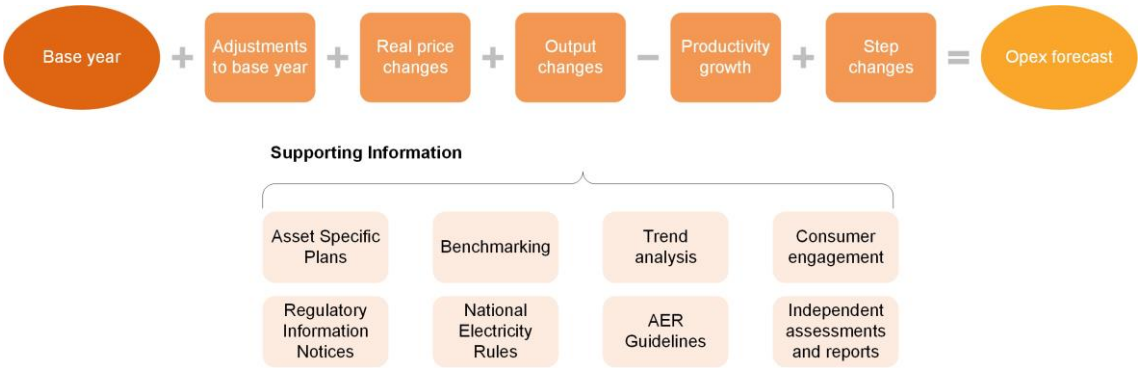 Base year
+
Adjustments
to base year
+
Real price
changes
+
Output
changes
−
Productivity
growth
+
Step
changes
=
Opex forecast
Supporting Information
Asset Specific
Plans
Benchmarking
Trend
analysis
Consumer
engagement
Regulatory
Information
Notices
National
Electricity
Rules
AER
Guidelines
Independent
assessments
and reports